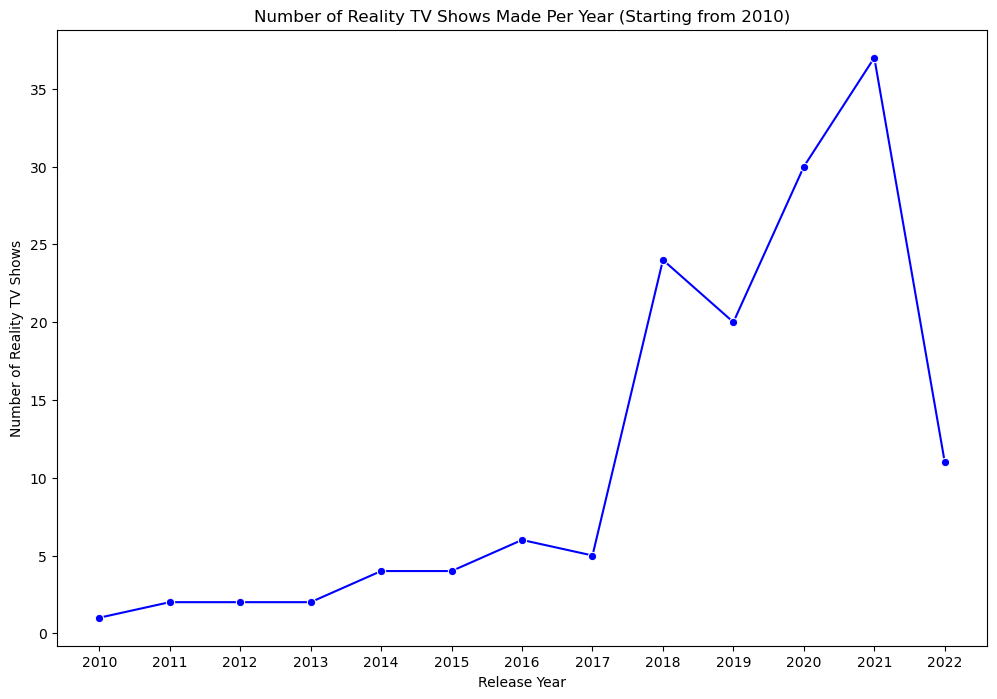 Number of Reality TV Shows Made Per Year (Starting from 2010)
Number of Reality TV Shows
35
30
25
20
15
10
5
0
2010 2011 2012 2013 2014 2015 2016 2017 2018 2019 2020 2021 2022
Release Year